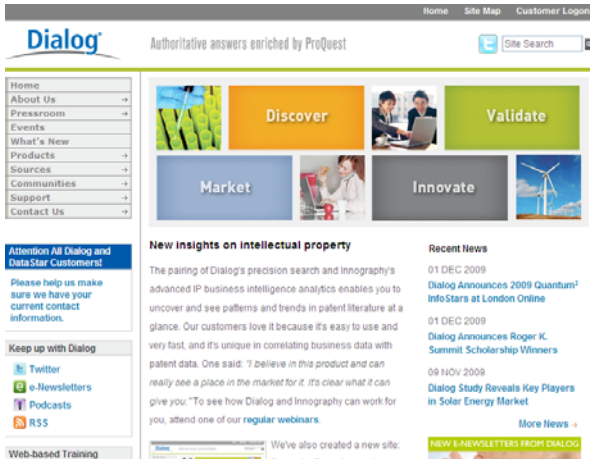 Home Site Map Customer Logon
Dialog
Authoritative answers enriched by ProQuest
Site Search
Home
About Us
Pressroom
Events
What's New
Products
Sources
Communities
Support
Contact Us
Discover
Validate
Market
Innovate
Attention All Dialog and
DataStar Customers!
Please help us make
sure we have your
current contact
information.
Keep up with Dialog
Twitter
e-Newsletters
Podcasts
RSS
Web-based Training
New insights on intellectual property
The pairing of Dialog's precision search and Innography's
advanced IP business intelligence analytics enables you to
uncover and see patterns and trends in patent literature at a
glance. Our customers love it because it's easy to use and
very fast, and it's unique in correlating business data with
patent data. One said: "I believe in this product and can
really see a place in the market for it. It's clear what it can
give you." To see how Dialog and Innography can work for
you, attend one of our regular webinars.
We've also created a new site:
Recent News
01 DEC 2009
Dialog Announces 2009 Quantum²
InfoStars at London Online
01 DEC 2009
Dialog Announces Roger K.
Summit Scholarship Winners
09 NOV 2009
Dialog Study Reveals Key Players
in Solar Energy Market
More News →
NEW E-NEWSLETTERS FROM DIALOG